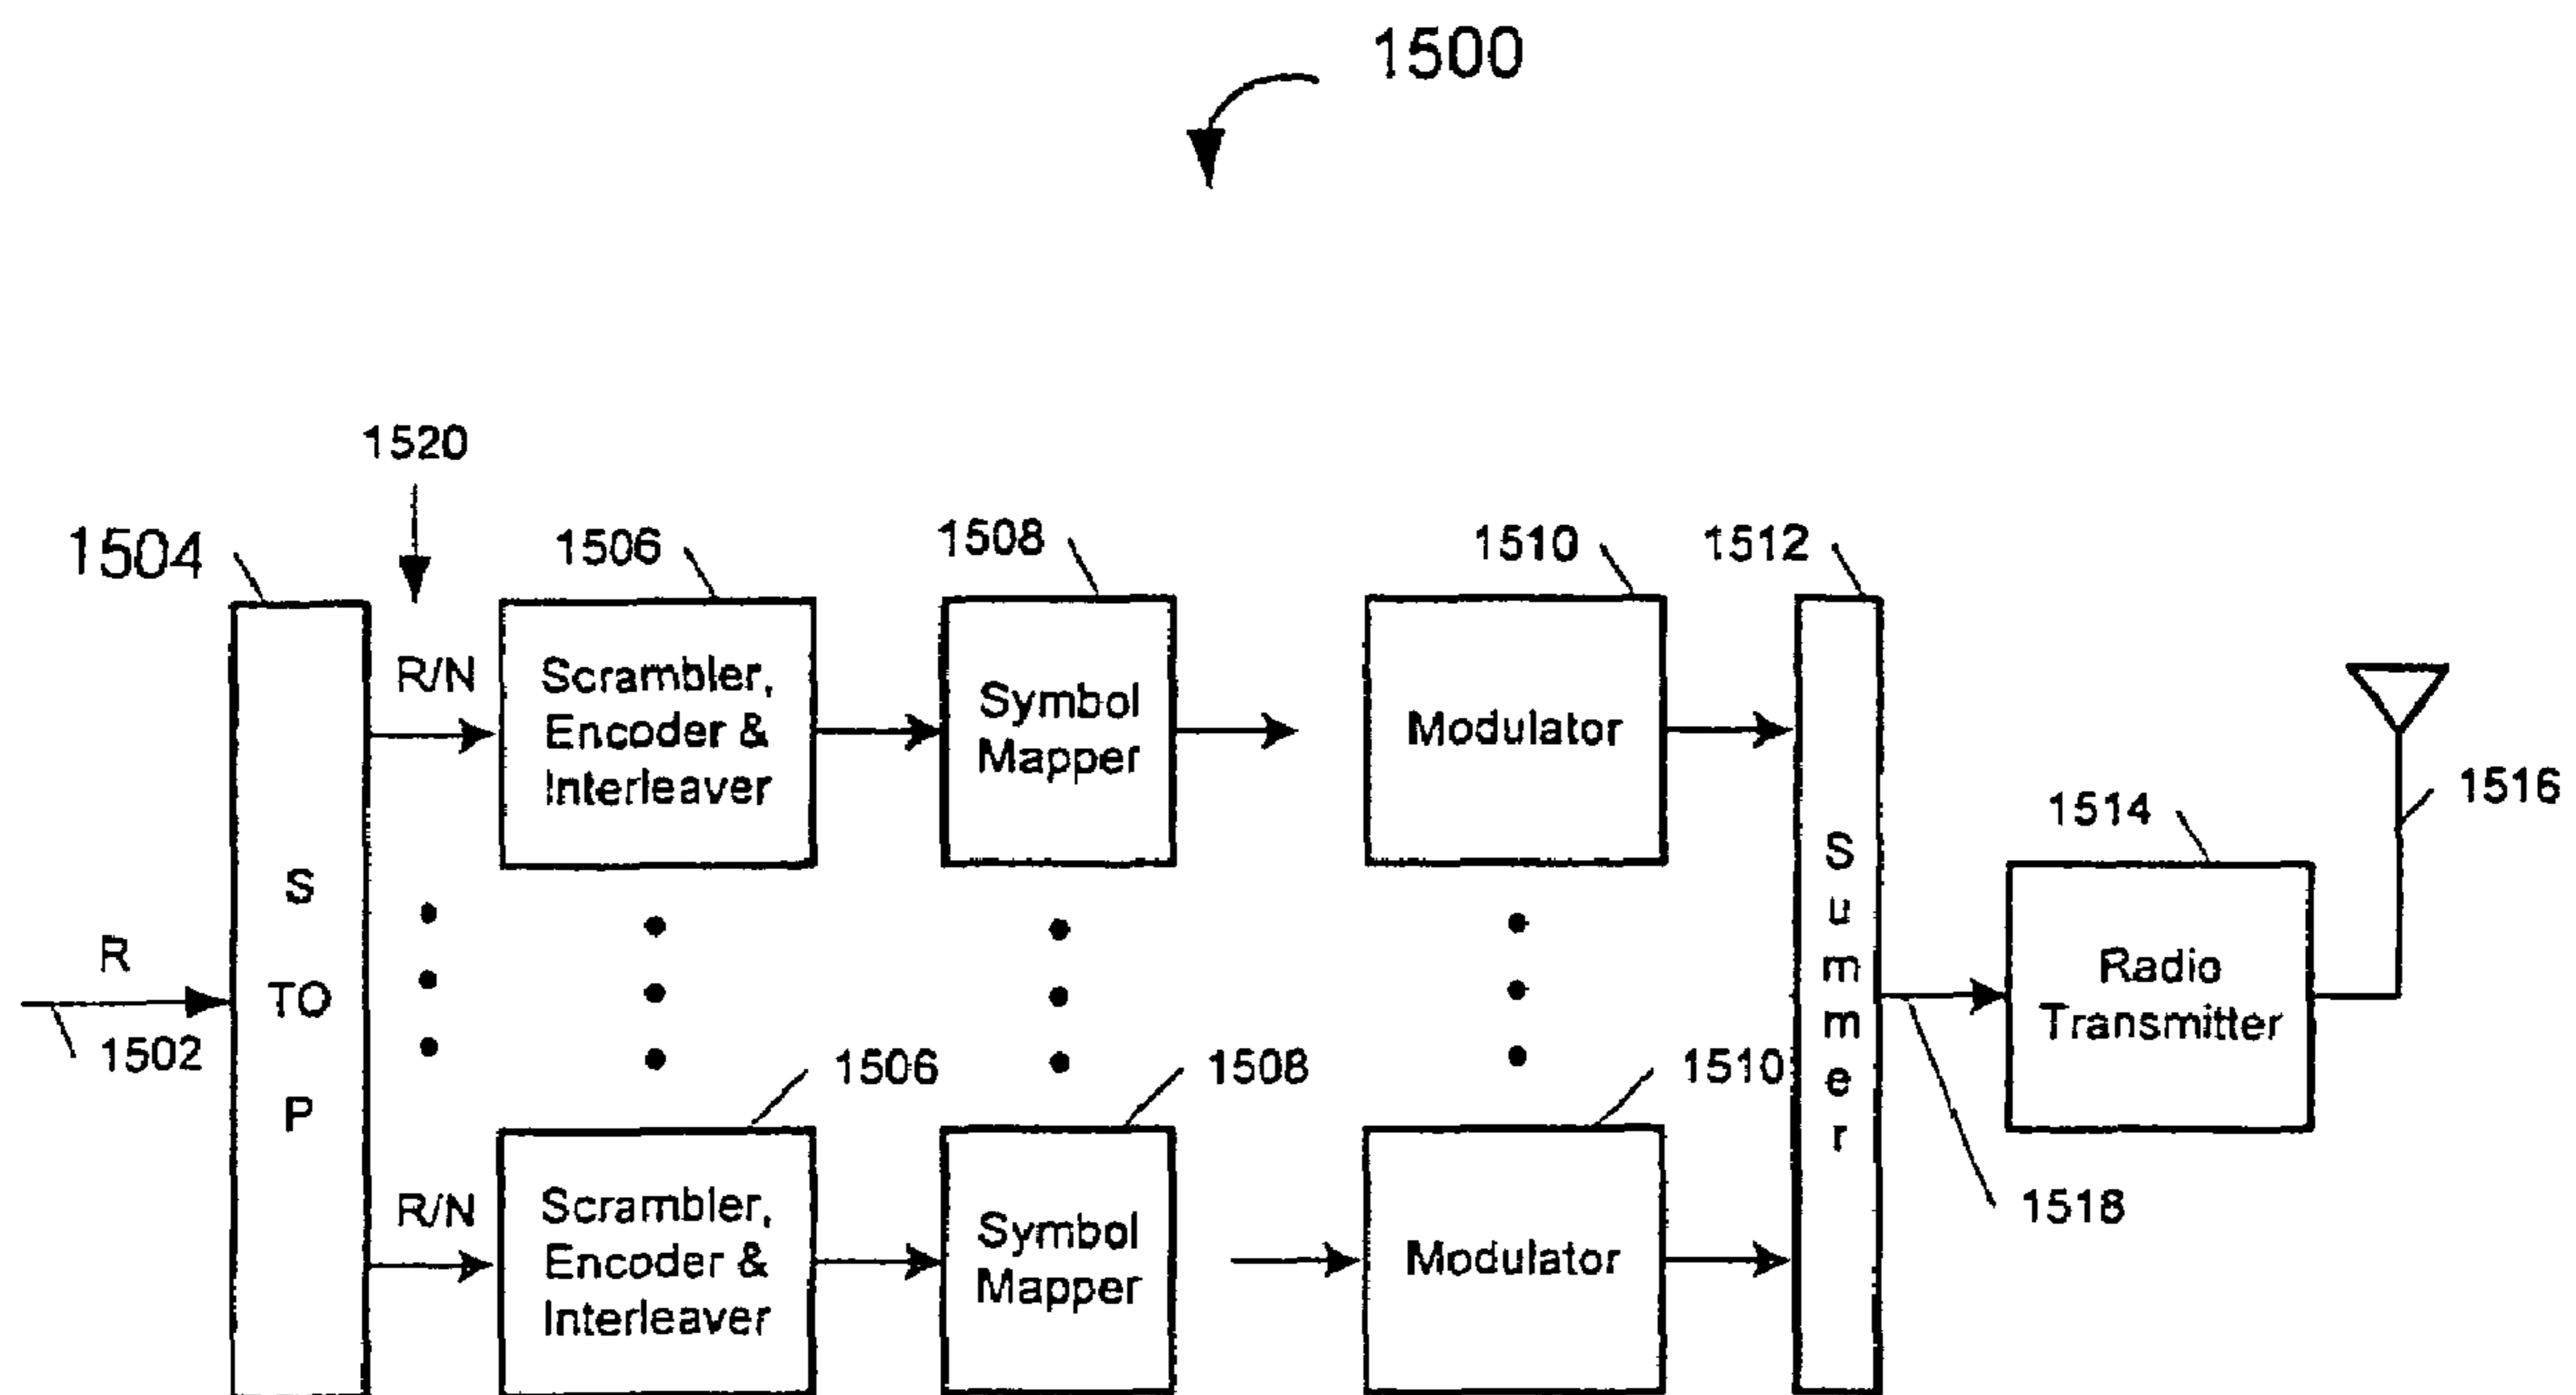 1500
1520
1504
1506
1508
1510
1512
R/N
Scrambler,
Encoder &
Interleaver
Symbol
Mapper
Modulator
1516
1514
S
TO
P
R
1502
S
u
m
m
e
r
Radio
Transmitter
1506
1508
1510
1518
R/N
Scrambler,
Encoder &
Interleaver
Symbol
Mapper
Modulator